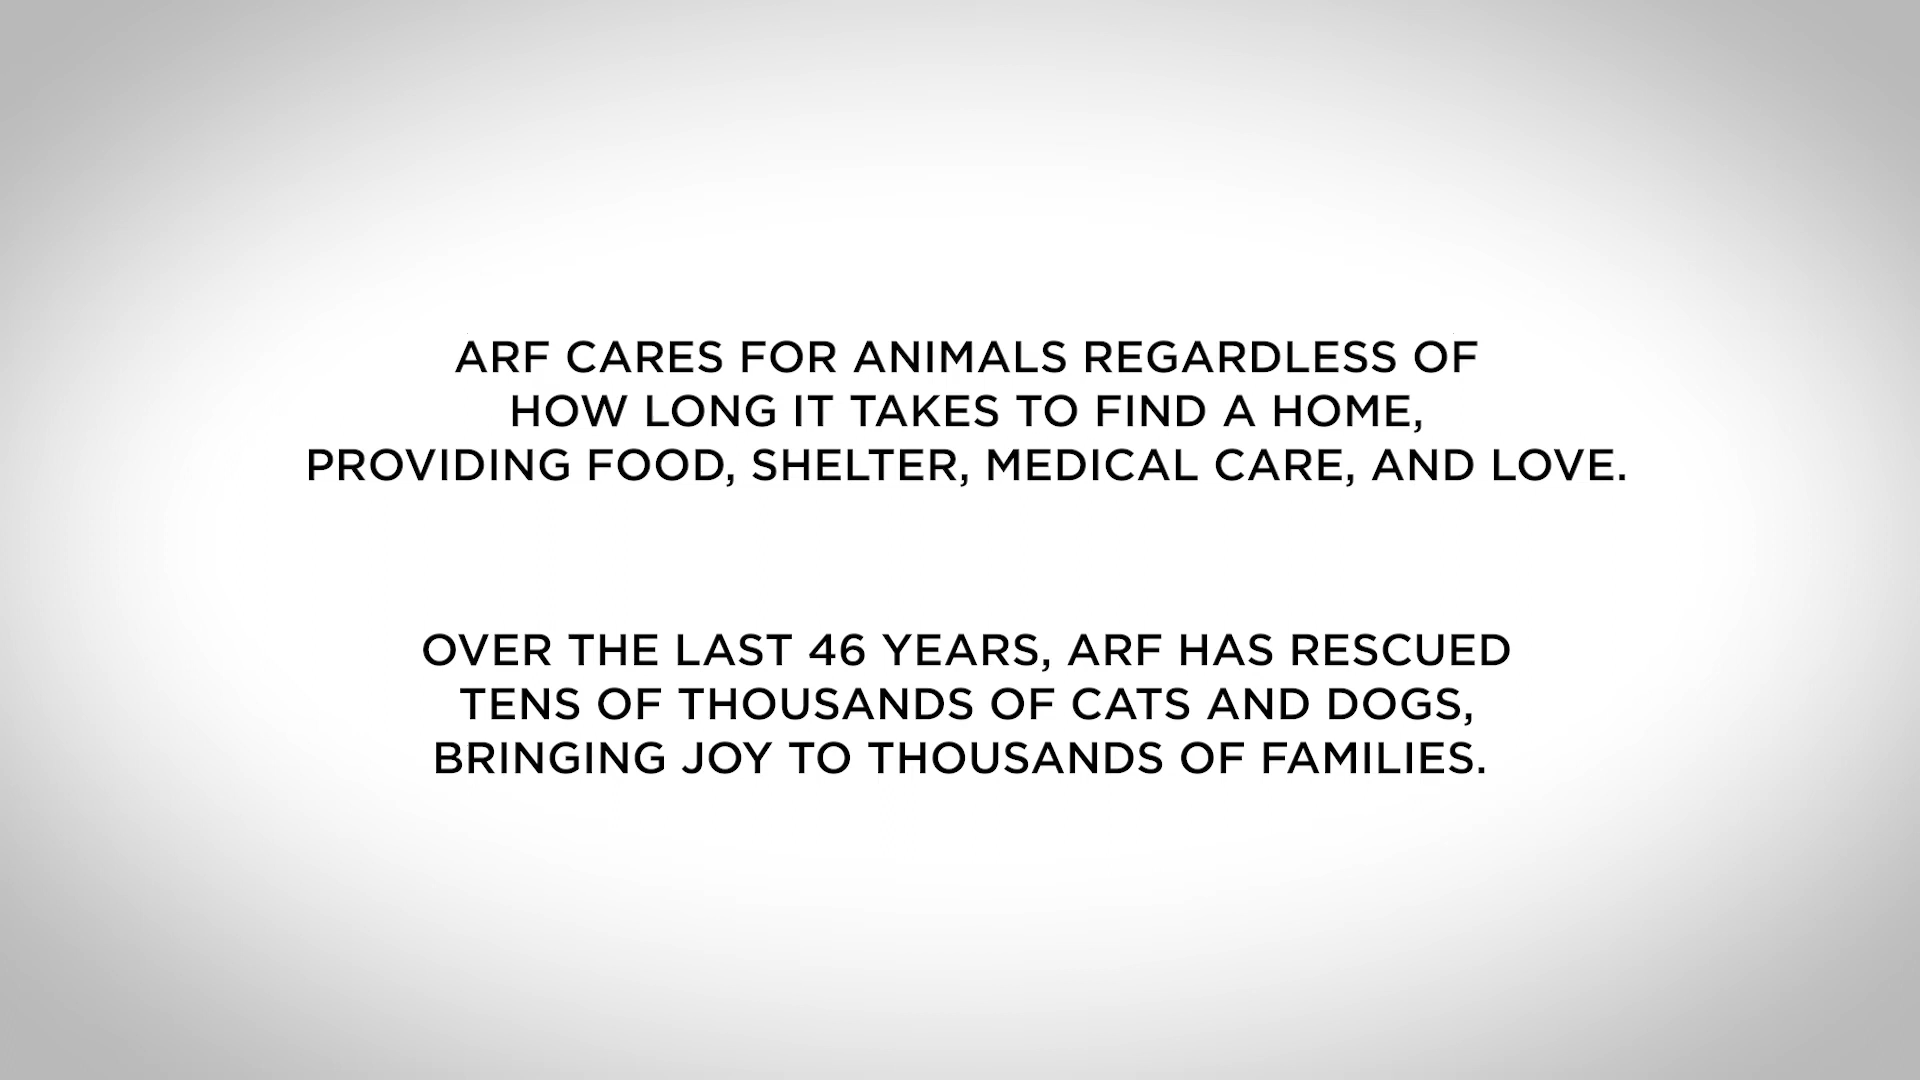 ARF CARES FOR ANIMALS REGARDLESS OF
HOW LONG IT TAKES TO FIND A HOME,
PROVIDING FOOD, SHELTER, MEDICAL CARE, AND LOVE.
OVER THE LAST 46 YEARS, ARF HAS RESCUED
TENS OF THOUSANDS OF CATS AND DOGS,
BRINGING JOY TO THOUSANDS OF FAMILIES.